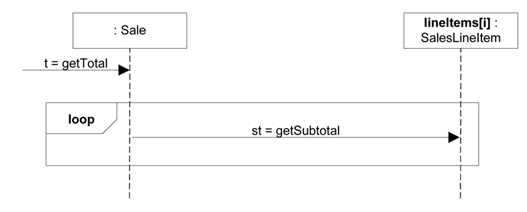 : Sale
lineItems[i] :
SalesLineItem
t = getTotal
loop
st = getSubtotal